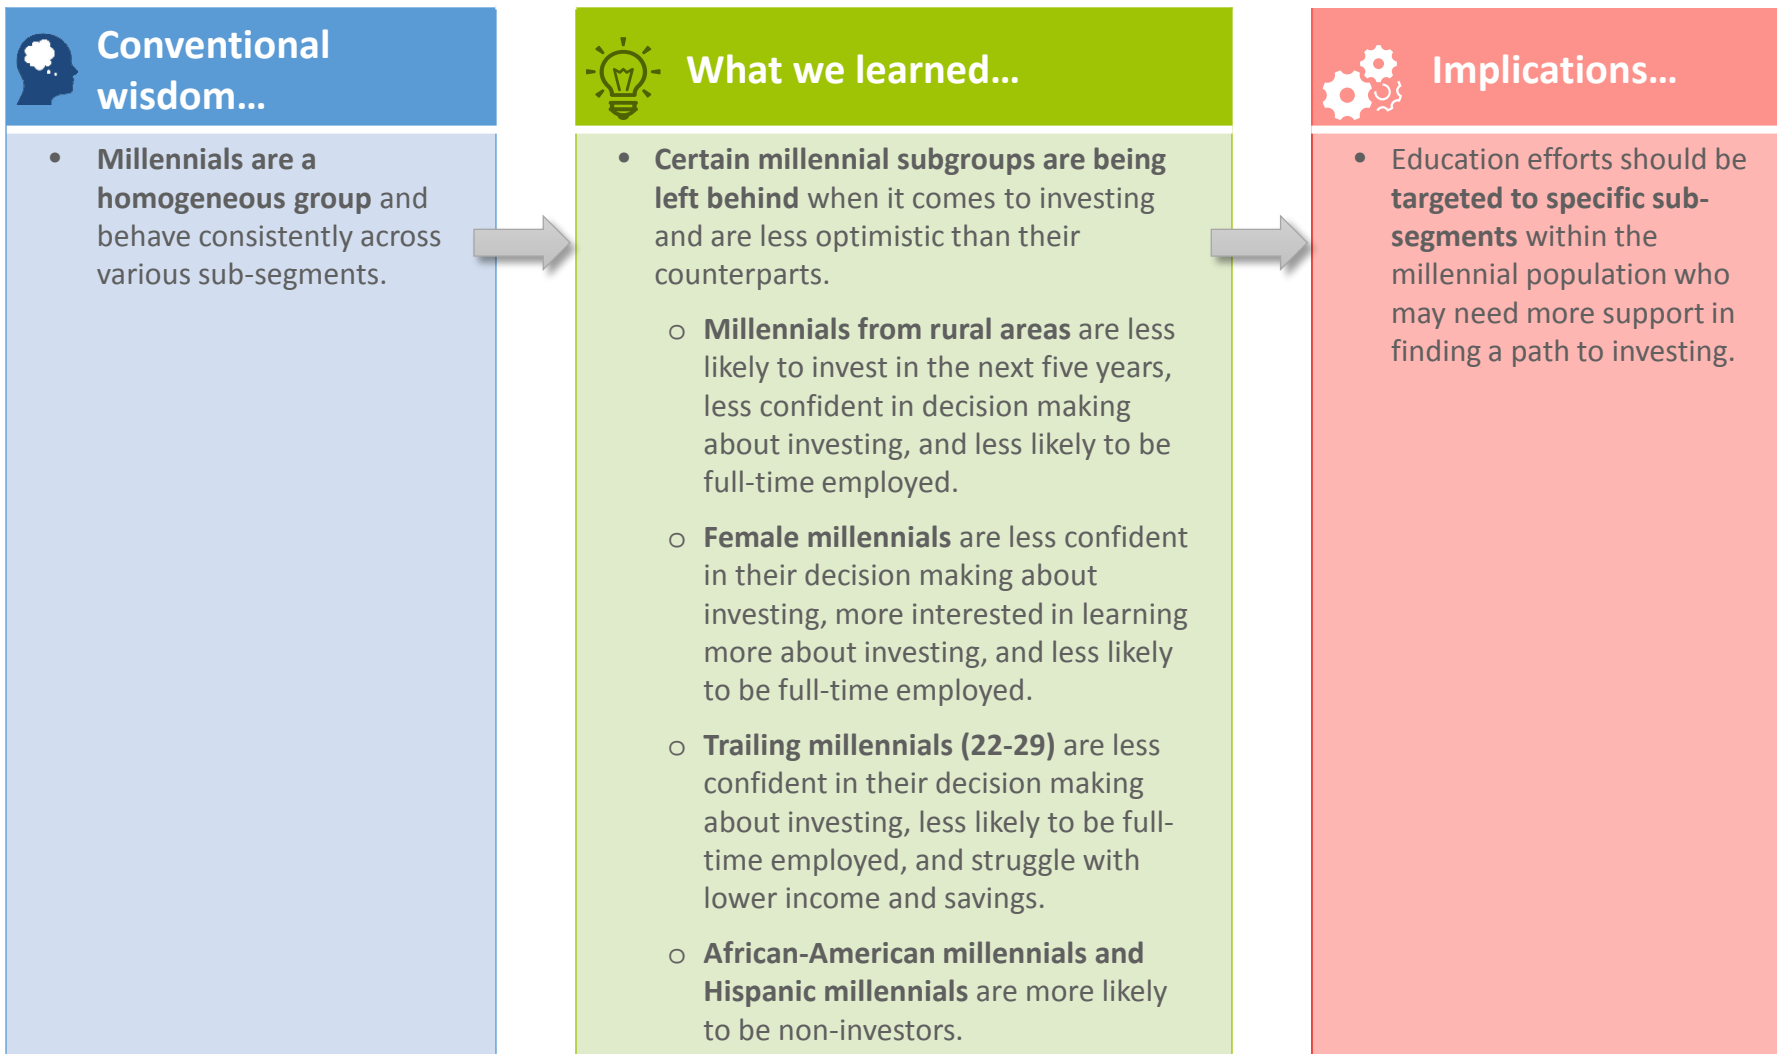 Conventional
wisdom...
• Millennials are a
homogeneous group and
behave consistently across
various sub-segments.
What we learned...
• Certain millennial subgroups are being
left behind when it comes to investing
and are less optimistic than their
counterparts.
o Millennials from rural areas are less
likely to invest in the next five years,
less confident in decision making
about investing, and less likely to be
full-time employed.
o Female millennials are less confident
in their decision making about
investing, more interested in learning
more about investing, and less likely
to be full-time employed.
o Trailing millennials (22-29) are less
confident in their decision making
about investing, less likely to be full-
time employed, and struggle with
lower income and savings.
o African-American millennials and
Hispanic millennials are more likely
to be non-investors.
Implications...
• Education efforts should be
targeted to specific sub-
segments within the
millennial population who
may need more support in
finding a path to investing.